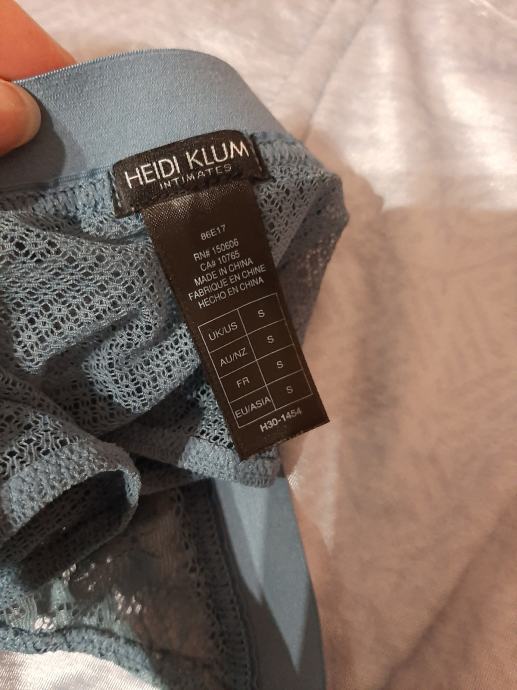 HEIDI KLUM
INTIMATES
86E17
RN# 150606
CA# 10765
MADE IN CHINA
FABRIQUE EN CHINE
HECHO EN CHINA
UK/US S
AU/NZ S
FR S
EU/ASIA S
H30-1454